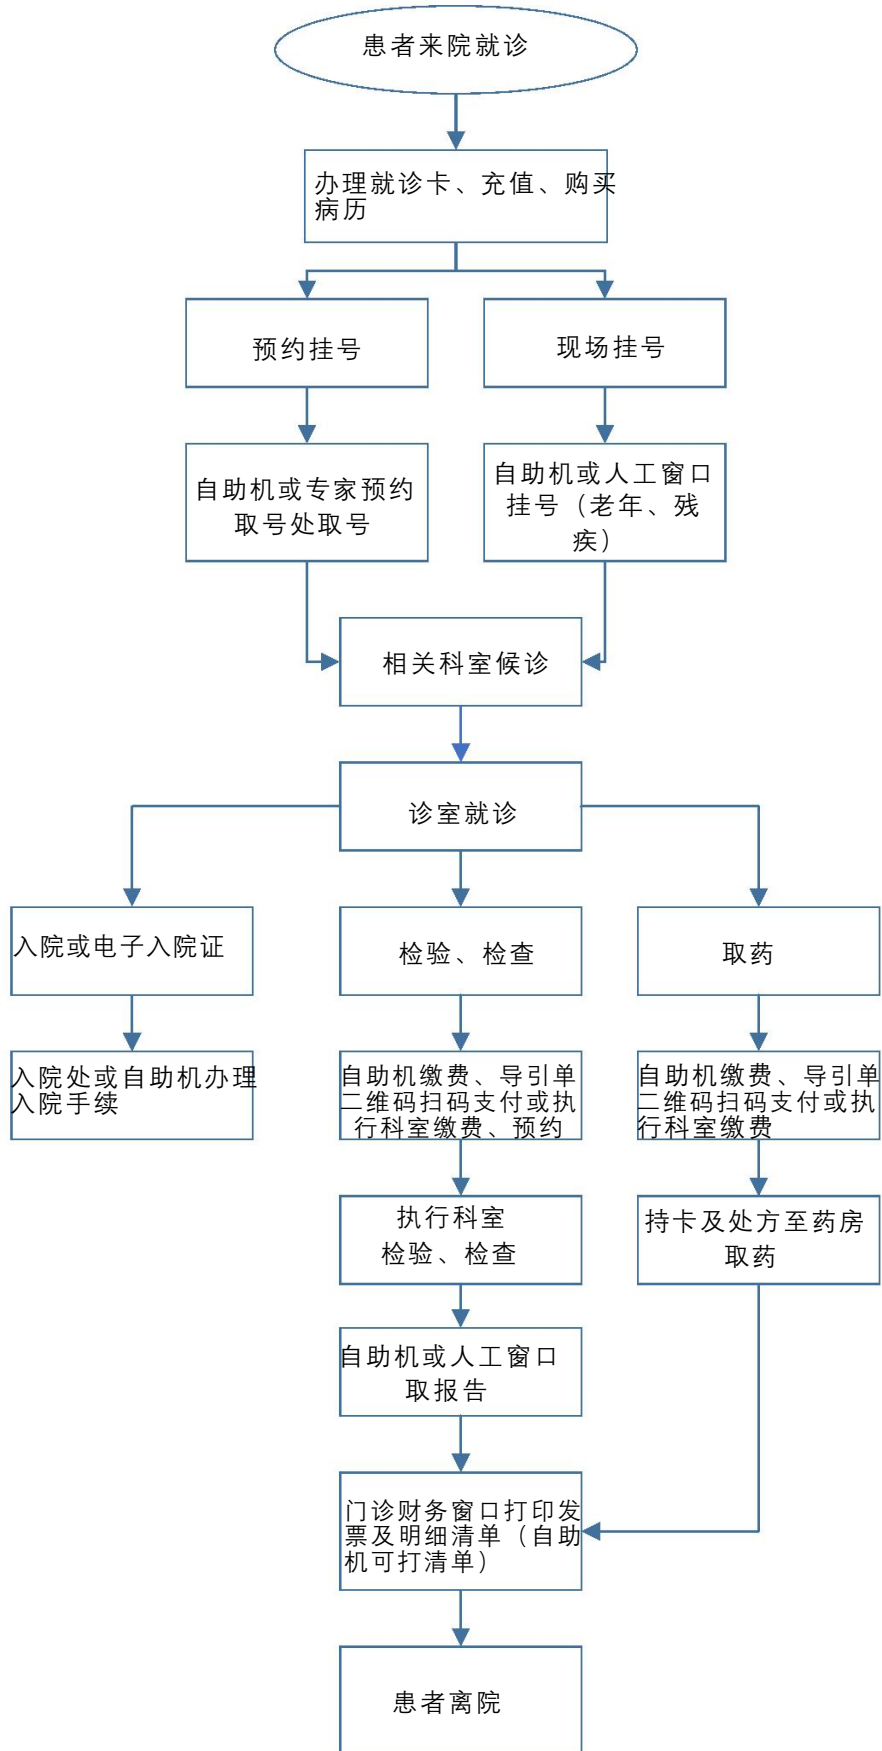 患者来院就诊
办理就诊卡、充值、购买
病历
预约挂号
现场挂号
自助机或专家预约
取号处取号
自助机或人工窗口
挂号（老年、残
疾）
相关科室候诊
诊室就诊
入院或电子入院证
检验、检查
取药
入院处或自助机办理
入院手续
自助机缴费、导引单
二维码扫码支付或执
行科室缴费、预约
自助机缴费、导引单
二维码扫码支付或执
行科室缴费
执行科室
检验、检查
持卡及处方至药房
取药
自助机或人工窗口
取报告
门诊财务窗口打印发
票及明细清单（自助
机可打清单）
患者离院